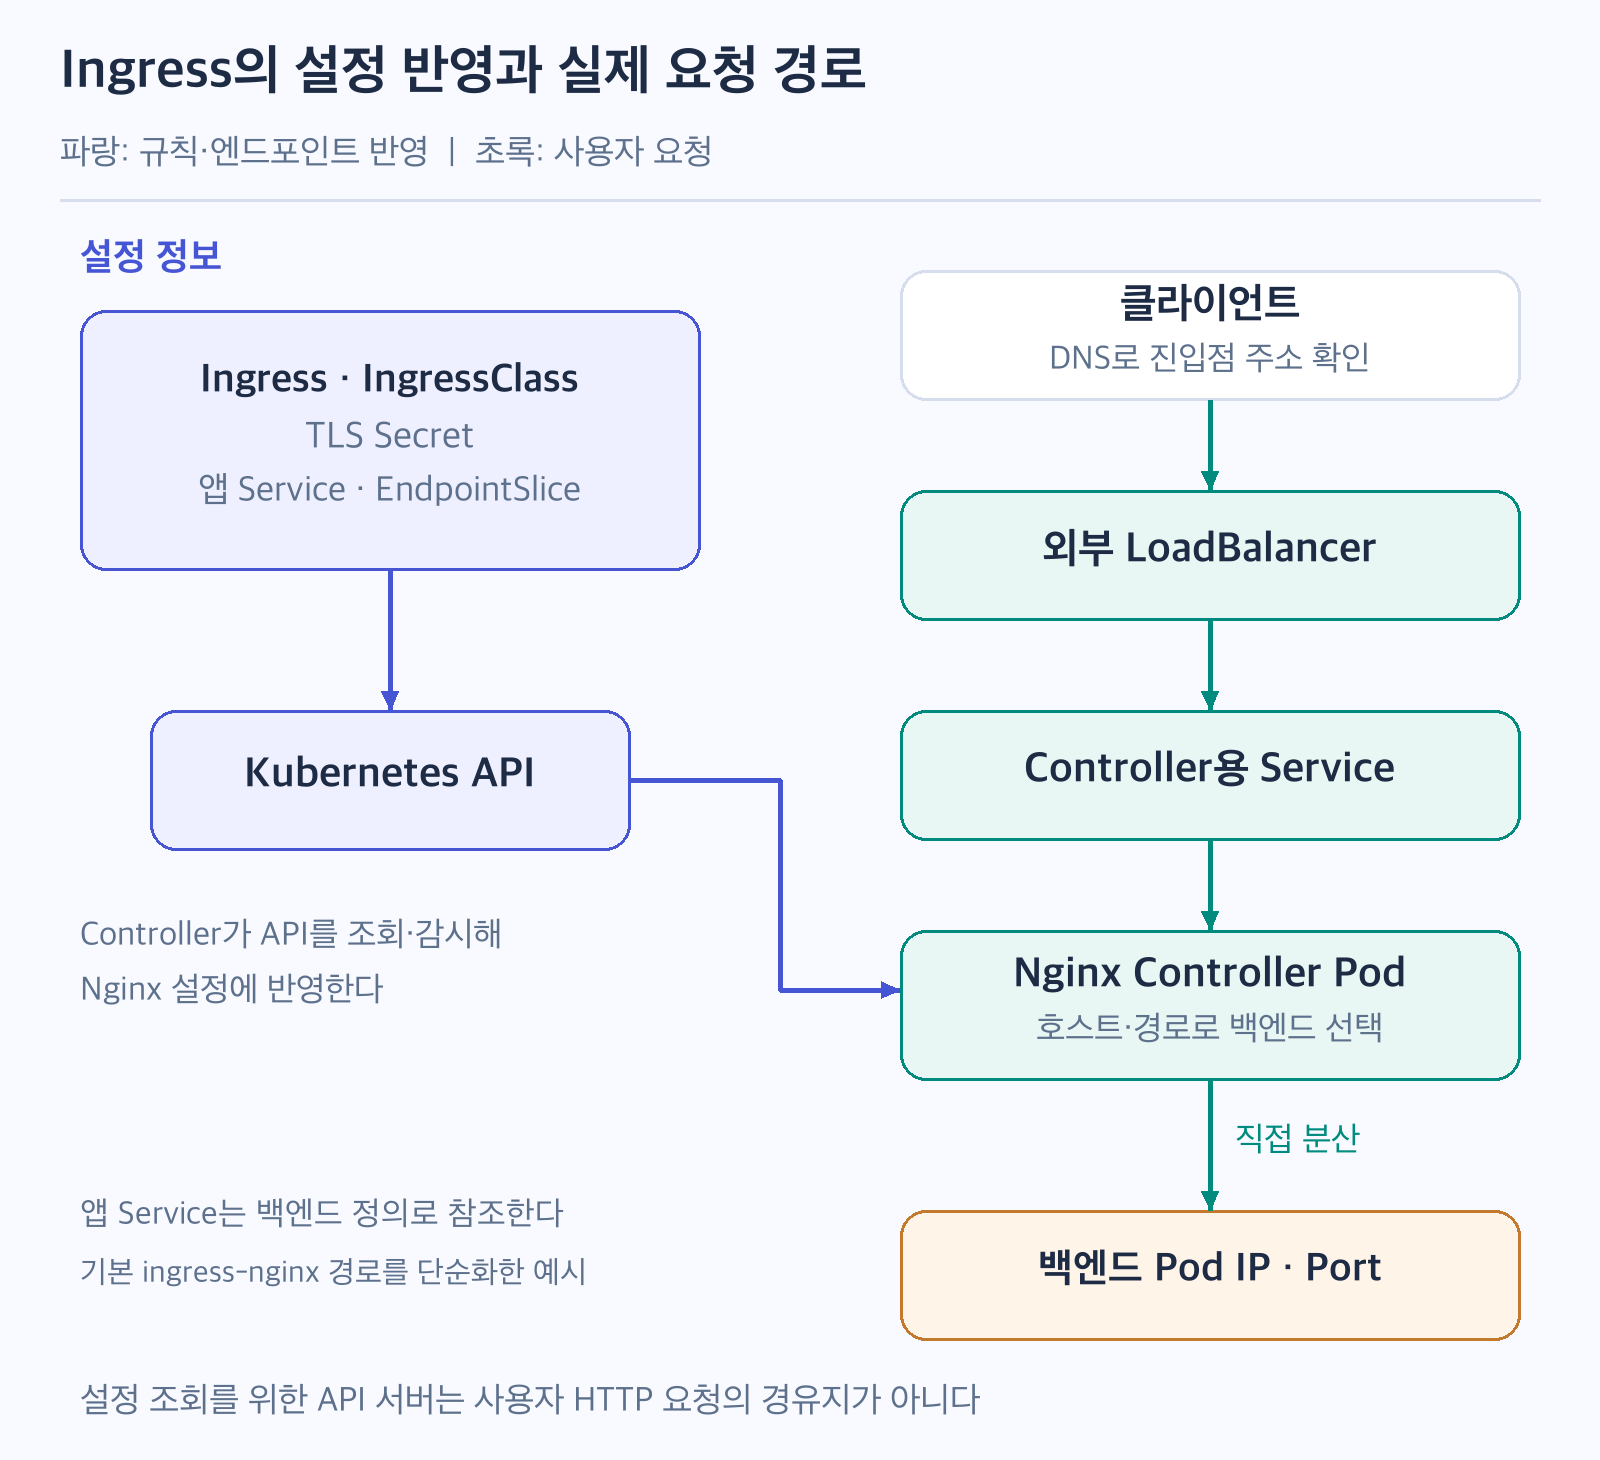 Ingress의 설정 반영과 실제 요청 경로
파랑: 규칙·엔드포인트 반영 | 초록: 사용자 요청
설정 정보
Ingress · IngressClass
TLS Secret
앱 Service · EndpointSlice
Kubernetes API
Controller가 API를 조회·감시해
Nginx 설정에 반영한다
앱 Service는 백엔드 정의로 참조한다
기본 ingress-nginx 경로를 단순화한 예시
클라이언트
DNS로 진입점 주소 확인
외부 LoadBalancer
Controller용 Service
Nginx Controller Pod
호스트·경로로 백엔드 선택
직접 분산
백엔드 Pod IP · Port
설정 조회를 위한 API 서버는 사용자 HTTP 요청의 경유지가 아니다